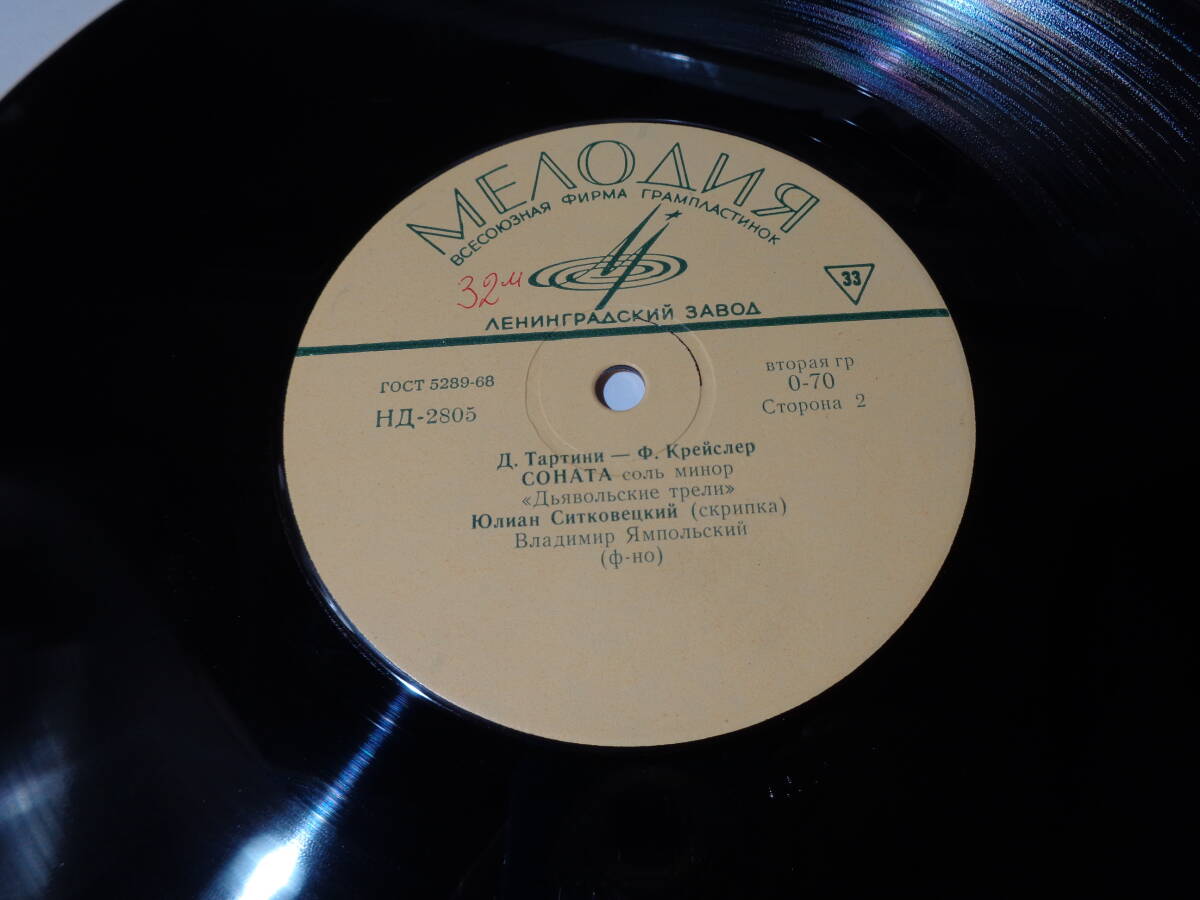 МЕЛОДИЯ
ВСЕСОЮЗНАЯ ФИРМА ГРАМПЛАСТИНОК
32м
33
ЛЕНИНГРАДСКИЙ ЗАВОД
ГОСТ 5289-68
НД-2805
вторая гр
0-70
Сторона 2
Д. Тартини — Ф. Крейслер
СОНАТА соль минор
«Дьявольские трели»
Юлиан Ситковецкий (скрипка)
Владимир Ямпольский
(ф-но)